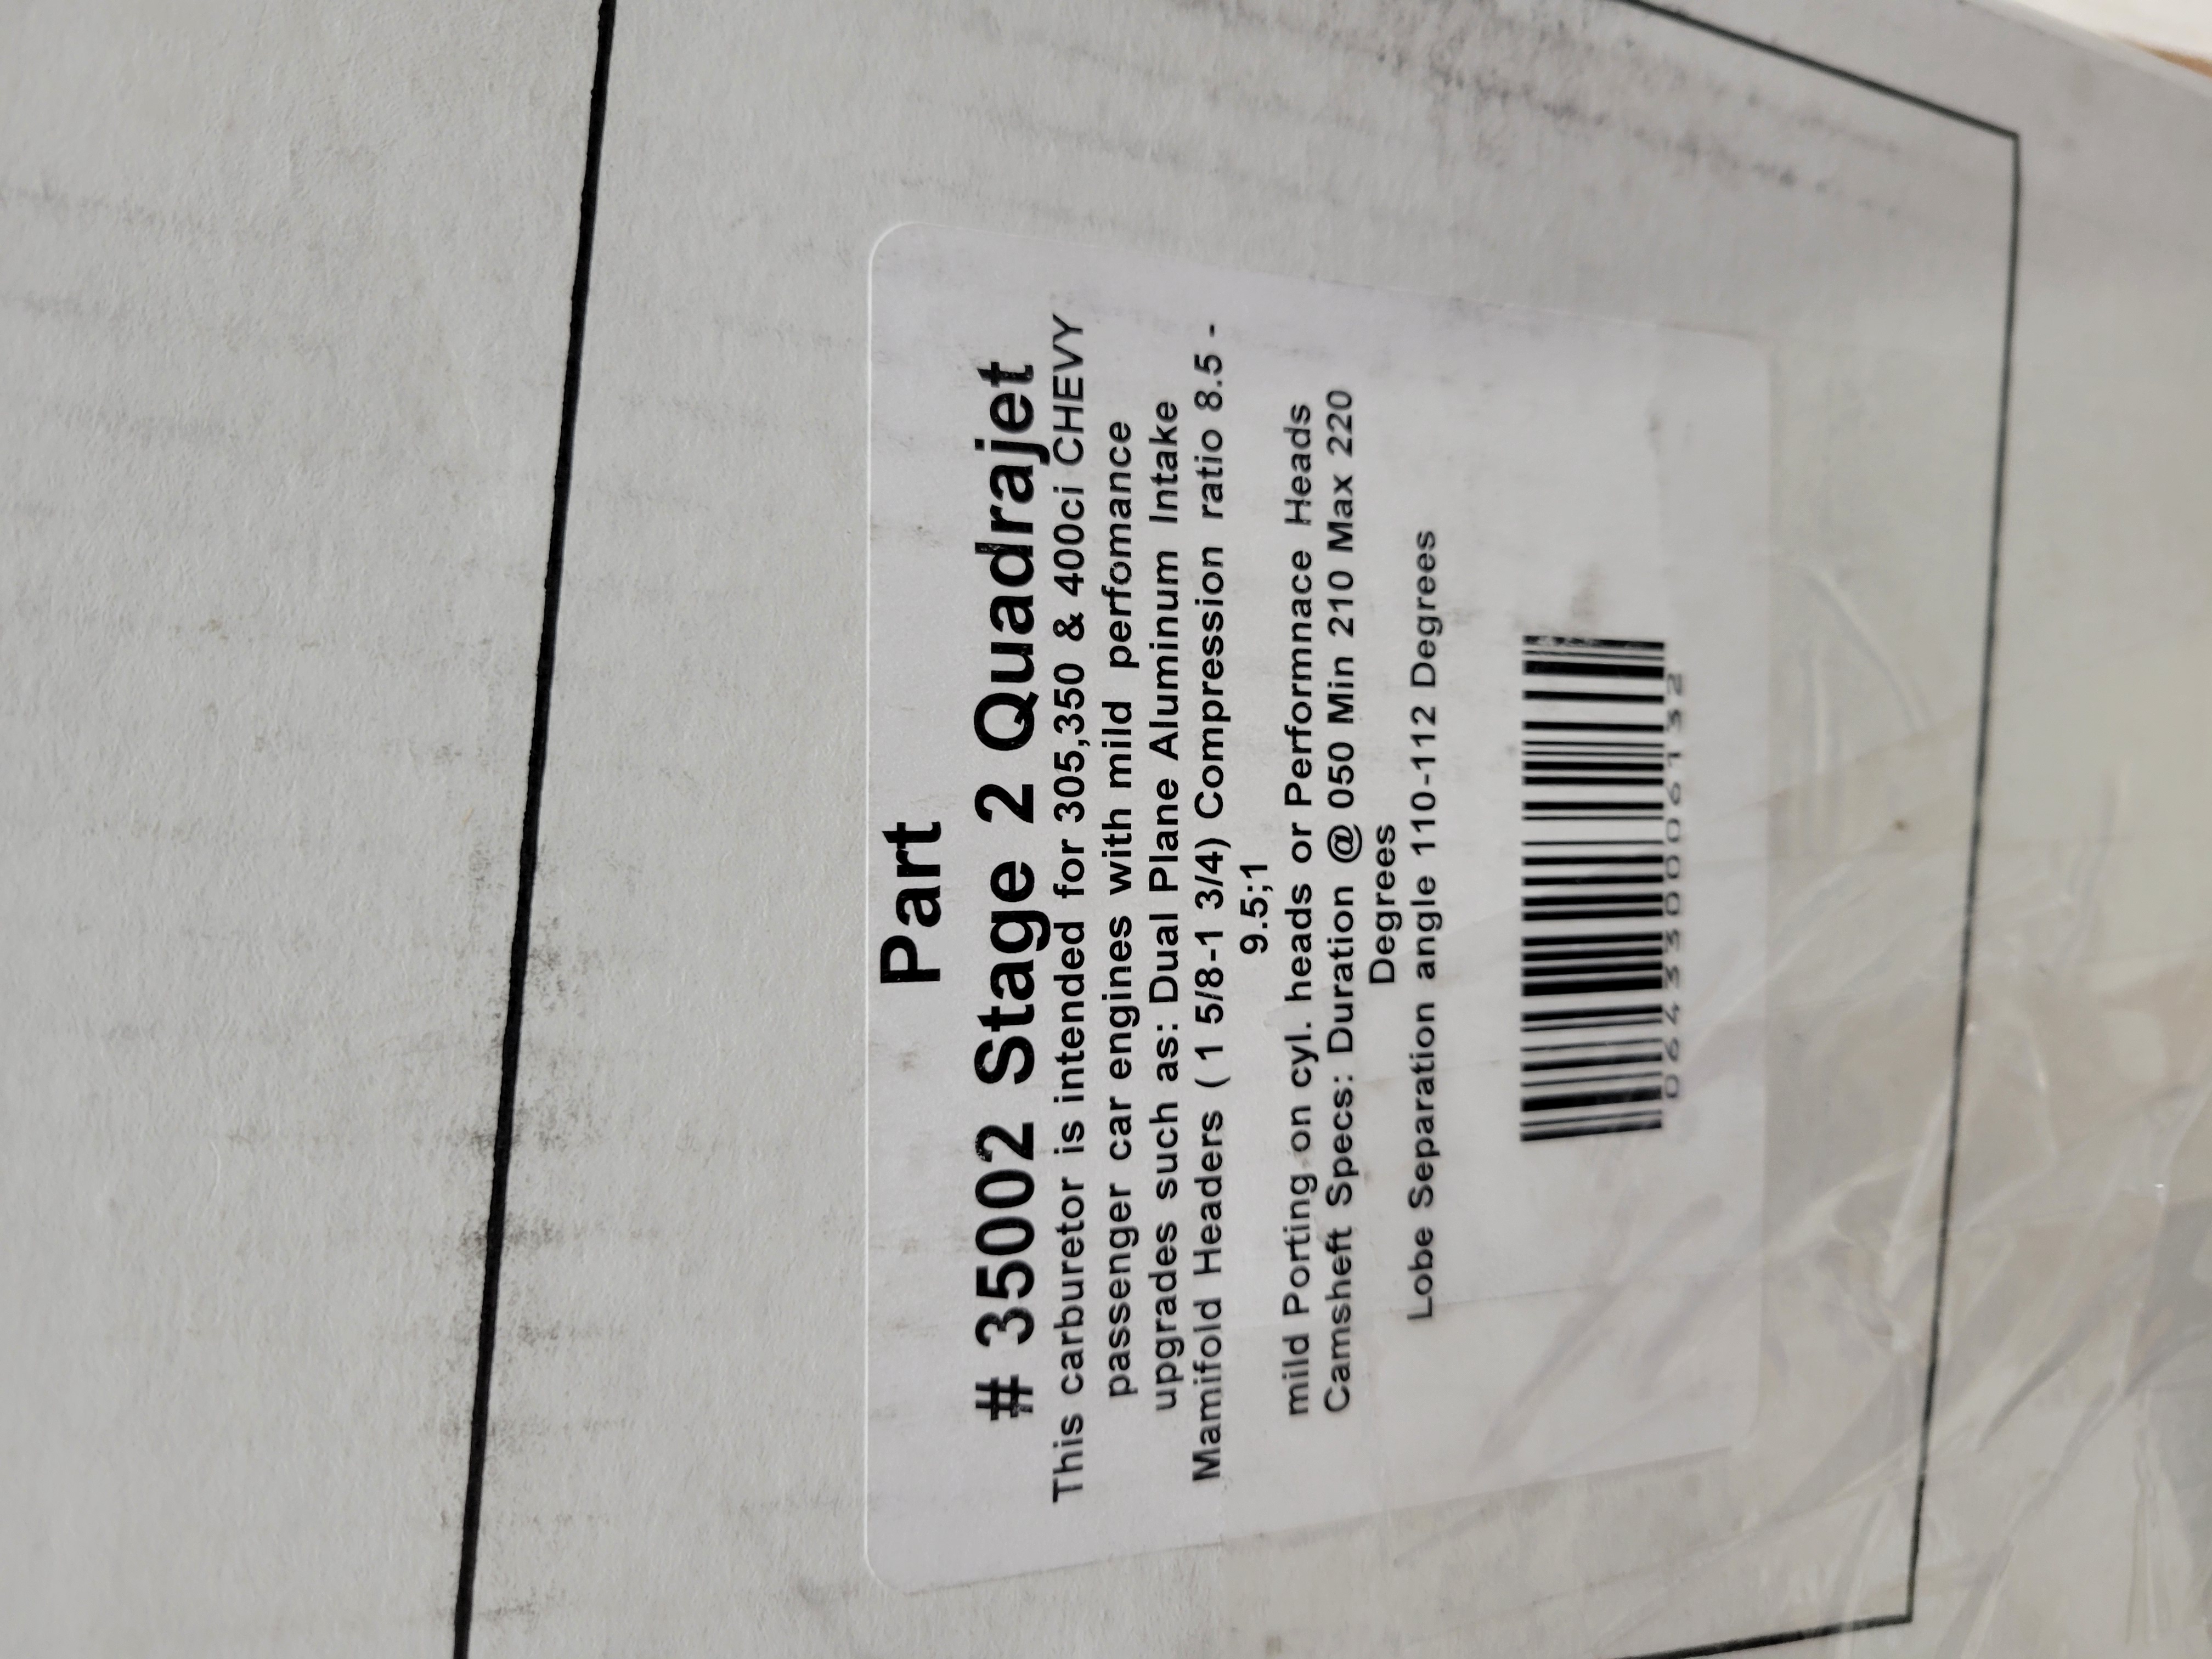 Part
# 35002 Stage 2 Quadrajet
This carburetor is intended for 305,350 & 400ci CHEVY
passenger car engines with mild perfomance
upgrades such as: Dual Plane Aluminum Intake
Mamifold Headers ( 1 5/8-1 3/4) Compression ratio 8.5 -
9.5;1
mild Porting on cyl. heads or Performnace Heads
Camsheft Specs: Duration @ 050 Min 210 Max 220
Degrees
Lobe Separation angle 110-112 Degrees
064333006132